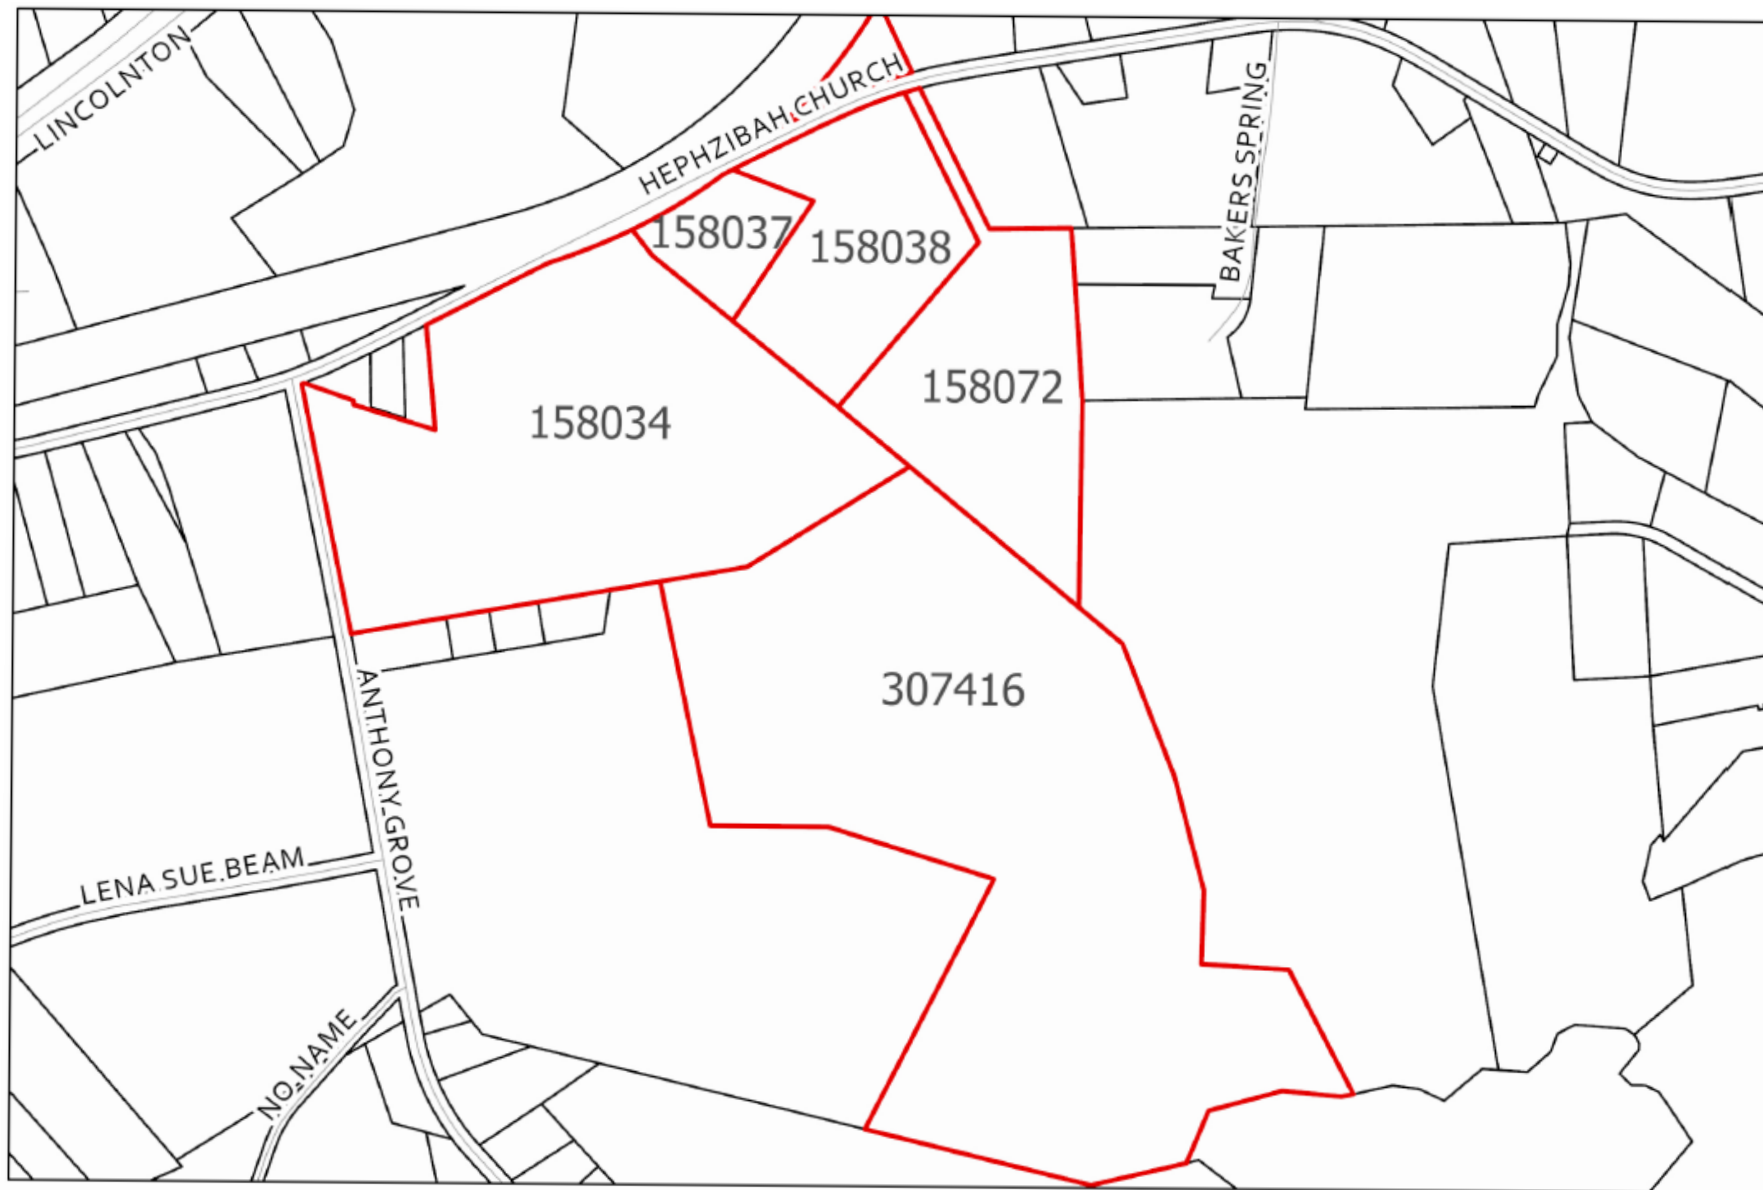 LINCOLNTON
HEPHZIBAH CHURCH
BAKERS SPRING
158037
158038
158072
158034
307416
ANTHONY GROVE
LENA SUE BEAM
NO NAME